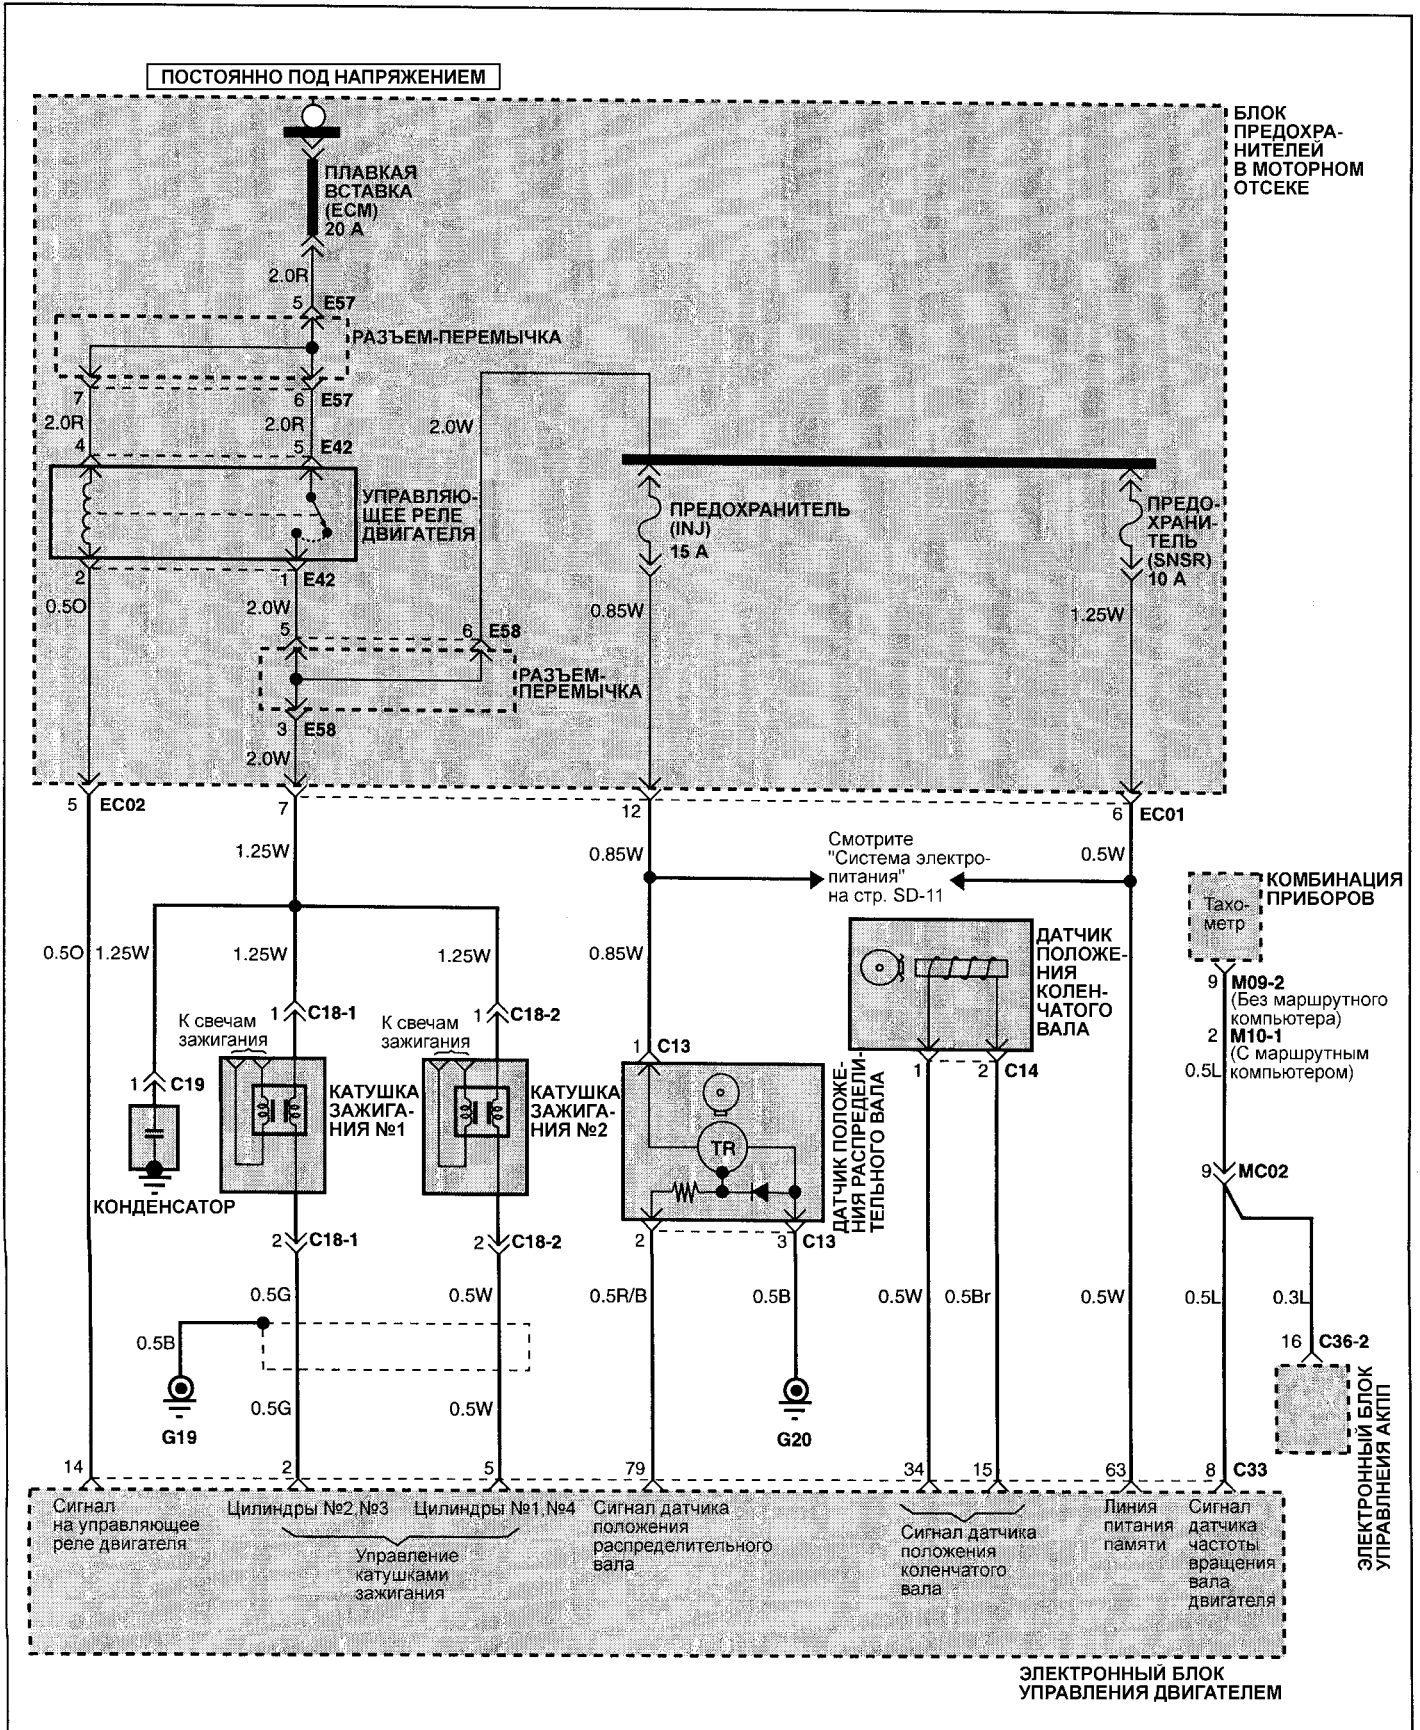 ПОСТОЯННО ПОД НАПРЯЖЕНИЕМ
БЛОК
ПРЕДОХРА-
НИТЕЛЕЙ
В МОТОРНОМ
ОТСЕКЕ
ПЛАВКАЯ
ВСТАВКА
(ECM)
20 А
2.0R
5 E57
РАЗЪЕМ-ПЕРЕМЫЧКА
7
6 E57
2.0R
2.0R
2.0W
4
5 E42
УПРАВЛЯЮ-
ЩЕЕ РЕЛЕ
ДВИГАТЕЛЯ
ПРЕДОХРАНИТЕЛЬ
(INJ)
15 А
ПРЕДО-
ХРАНИ-
ТЕЛЬ
(SNSR)
10 А
2
1 E42
0.5O
2.0W
0.85W
1.25W
5
6 E58
РАЗЪЕМ-
ПЕРЕМЫЧКА
3 E58
2.0W
5 EC02
7
12
6 EC01
1.25W
0.85W
Смотрите
"Система электро-
питания"
на стр. SD-11
0.5W
КОМБИНАЦИЯ
ПРИБОРОВ
Тахо-
метр
0.5O
1.25W
1.25W
1.25W
0.85W
ДАТЧИК
ПОЛОЖЕ-
НИЯ
КОЛЕН-
ЧАТОГО
ВАЛА
9 M09-2
(Без маршрутного
компьютера)
2 M10-1
(С маршрутным
компьютером)
0.5L
К свечам
зажигания
1 C18-1
К свечам
зажигания
1 C18-2
1 C13
1
2 C14
1 C19
КАТУШКА
ЗАЖИГА-
НИЯ №1
КАТУШКА
ЗАЖИГА-
НИЯ №2
TR
ДАТЧИК ПОЛОЖЕ-
НИЯ РАСПРЕДЕЛИ-
ТЕЛЬНОГО ВАЛА
9 MC02
КОНДЕНСАТОР
2 C18-1
2 C18-2
2
3 C13
0.5G
0.5W
0.5R/B
0.5B
0.5W
0.5Br
0.5W
0.5L
0.3L
0.5B
16 C36-2
ЭЛЕКТРОННЫЙ БЛОК
УПРАВЛНЕИЯ АКПП
0.5G
0.5W
G19
G20
14
2
5
79
34
15
63
8 C33
Сигнал
на управляющее
реле двигателя
Цилиндры №2,№3
Цилиндры №1,№4
Управление
катушками
зажигания
Сигнал датчика
положения
распределительного
вала
Сигнал датчика
положения
коленчатого
вала
Линия
питания
памяти
Сигнал
датчика
частоты
вращения
вала
двигателя
ЭЛЕКТРОННЫЙ БЛОК
УПРАВЛЕНИЯ ДВИГАТЕЛЕМ